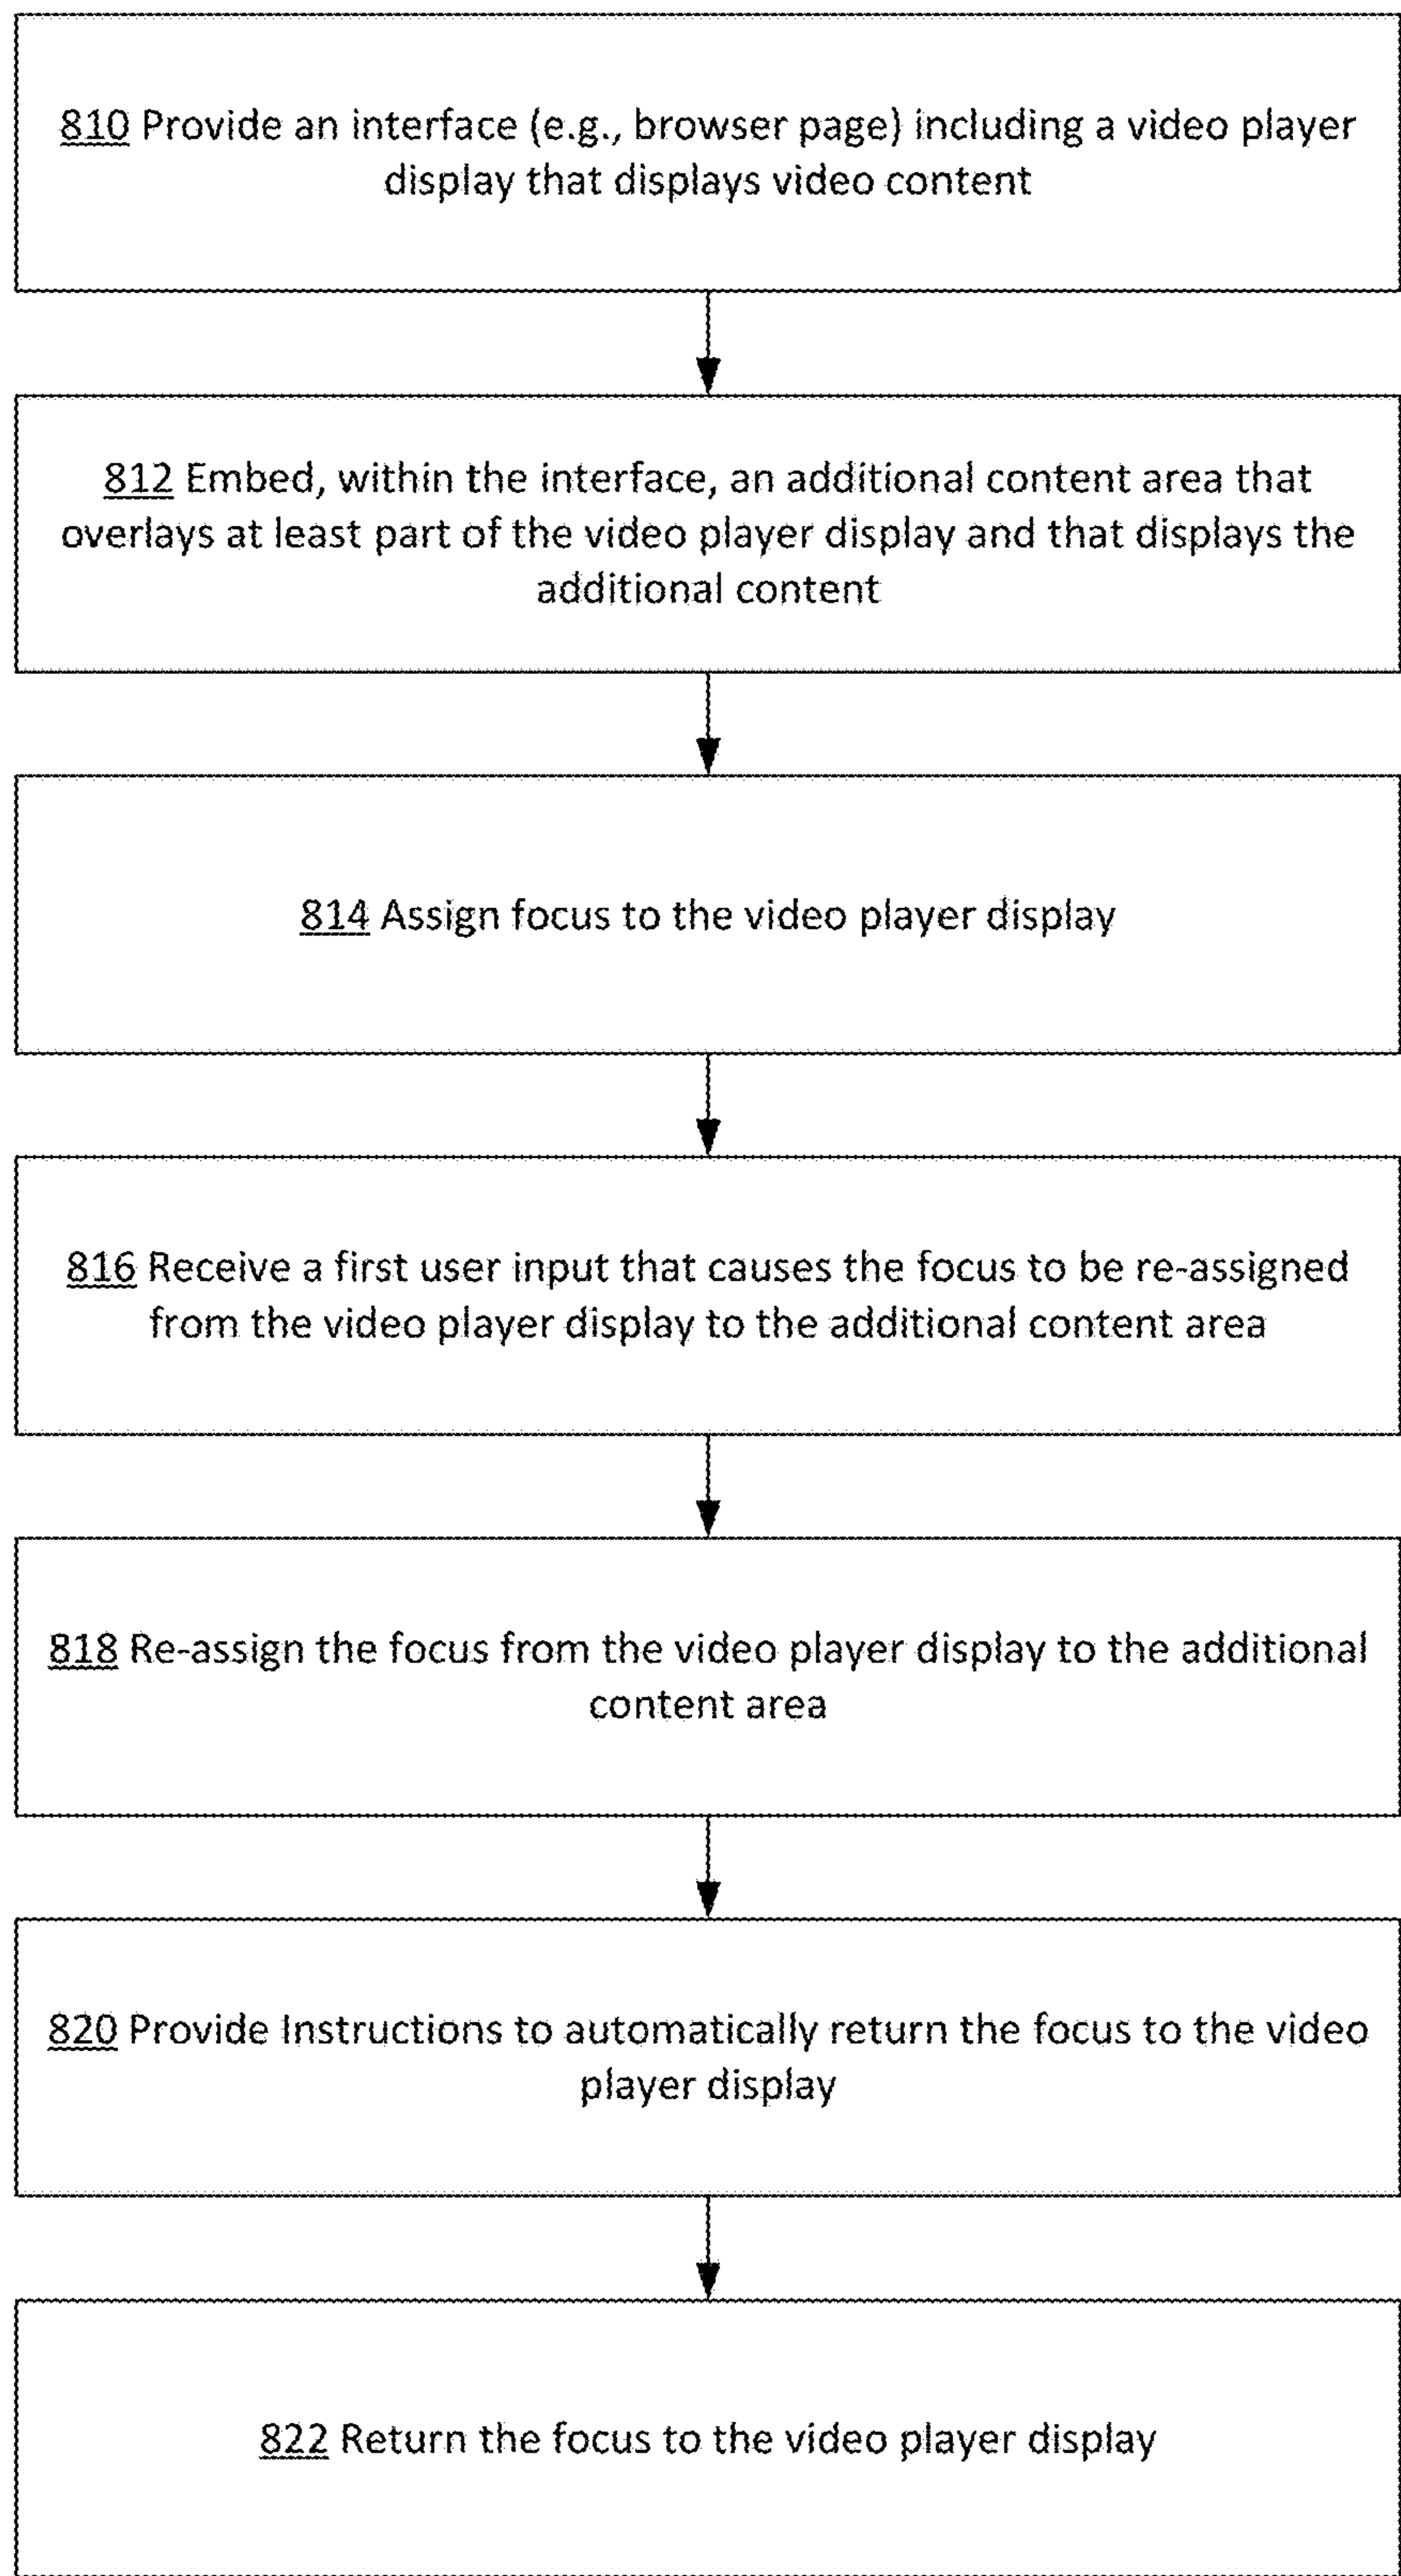 810 Provide an interface (e.g., browser page) including a video player
display that displays video content
812 Embed, within the interface, an additional content area that
overlays at least part of the video player display and that displays the
additional content
814 Assign focus to the video player display
816 Receive a first user input that causes the focus to be re-assigned
from the video player display to the additional content area
818 Re-assign the focus from the video player display to the additional
content area
820 Provide Instructions to automatically return the focus to the video
player display
822 Return the focus to the video player display